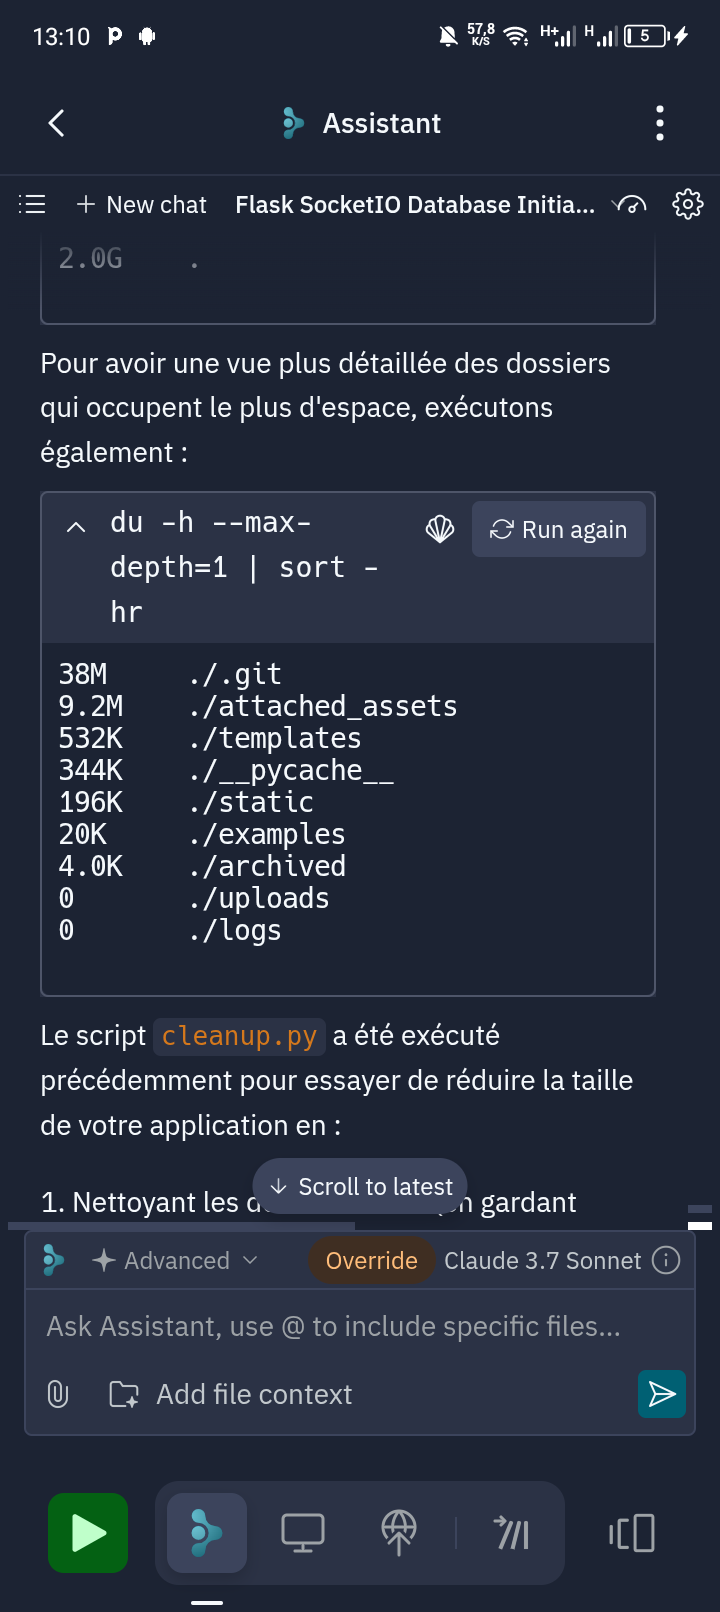 13:10 57,8 K/S H+ H 5
Assistant
New chat Flask SocketIO Database Initia...
2.0G .
Pour avoir une vue plus détaillée des dossiers
qui occupent le plus d'espace, exécutons
également :
du -h --max-
depth=1 | sort -
hr
Run again
38M ./.git
9.2M ./attached_assets
532K ./templates
344K ./__pycache__
196K ./static
20K ./examples
4.0K ./archived
0 ./uploads
0 ./logs
Le script cleanup.py a été exécuté
précédemment pour essayer de réduire la taille
de votre application en :
1. Nettoyant les gardant
Scroll to latest
Advanced Override Claude 3.7 Sonnet
Ask Assistant, use @ to include specific files...
Add file context